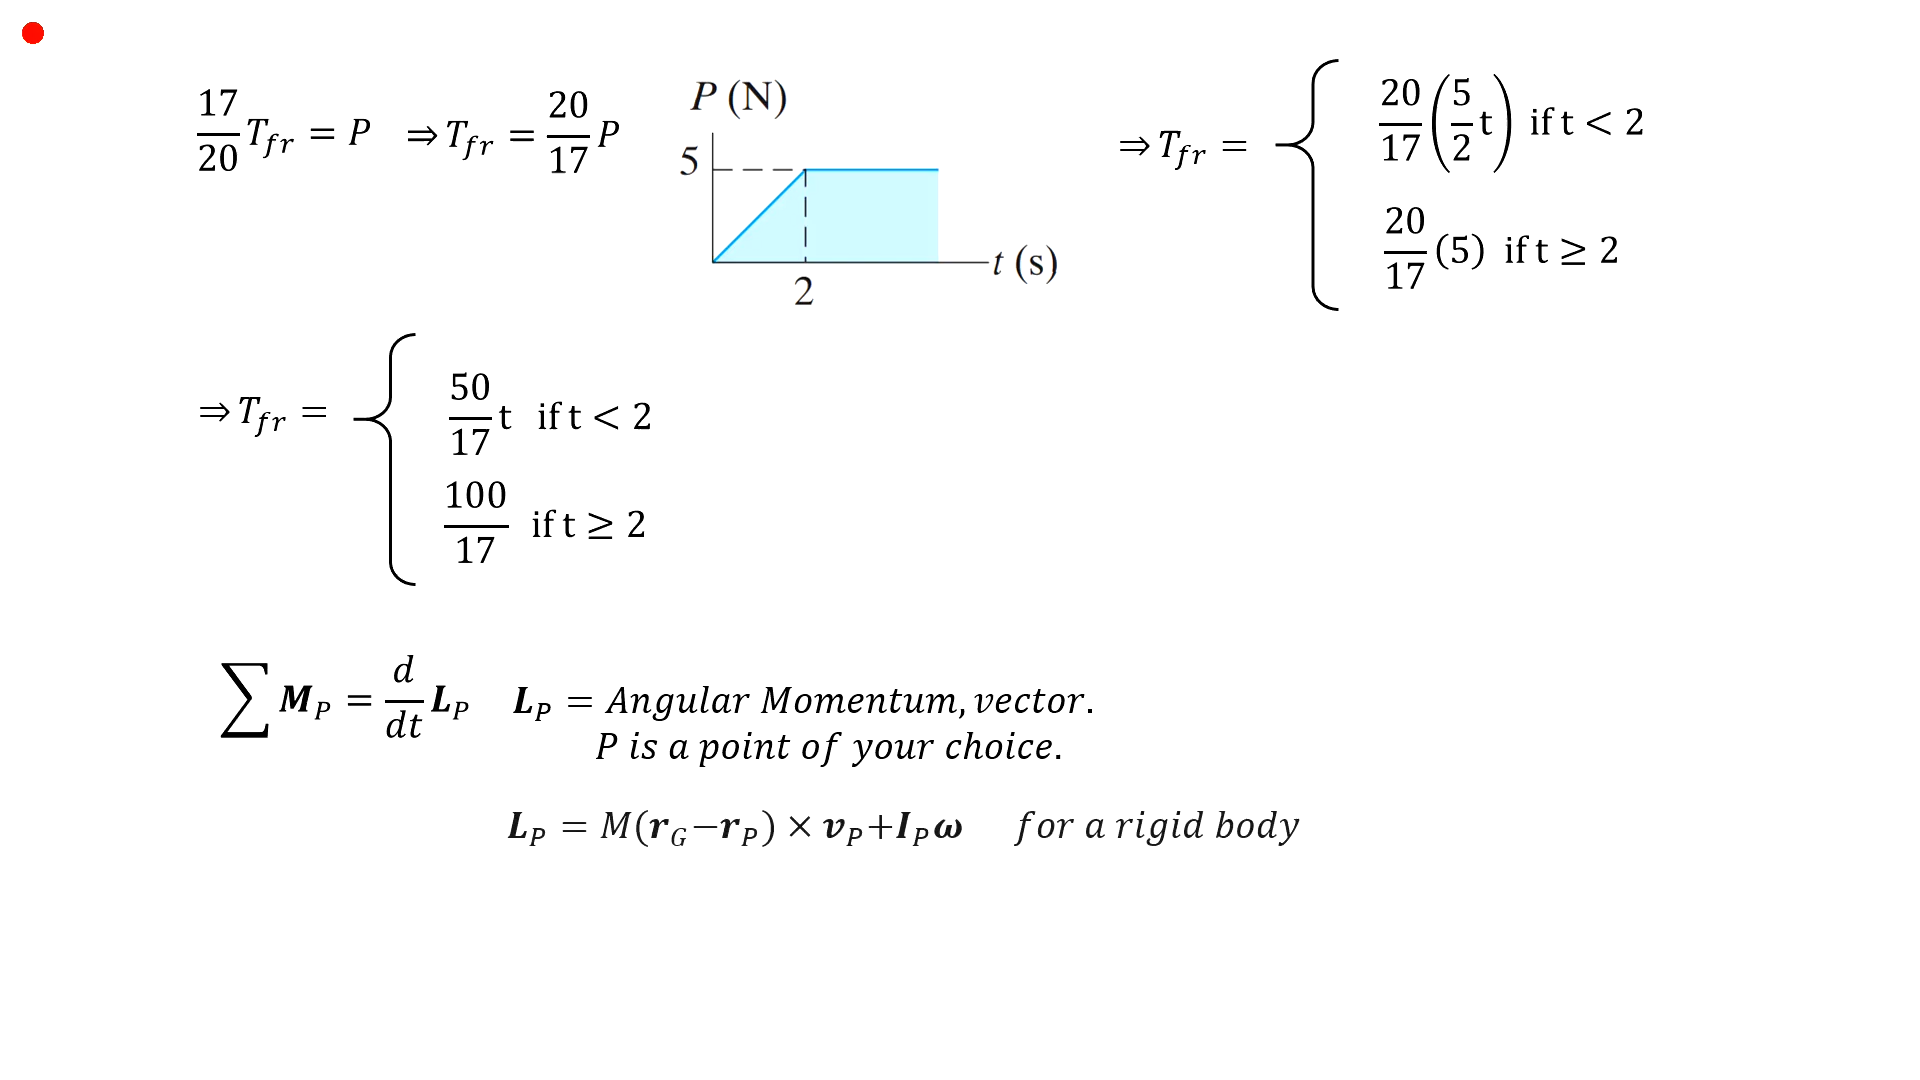 17/20 T_fr = P ⇒ T_fr = 20/17 P
P (N)
5
2
t (s)
⇒ T_fr = { 20/17 (5/2 t) if t < 2
20/17 (5) if t ≥ 2
⇒ T_fr = { 50/17 t if t < 2
100/17 if t ≥ 2
∑ M_P = d/dt L_P L_P = Angular Momentum, vector.
P is a point of your choice.
L_P = M(r_G−r_P) × v_P+I_Pω for a rigid body